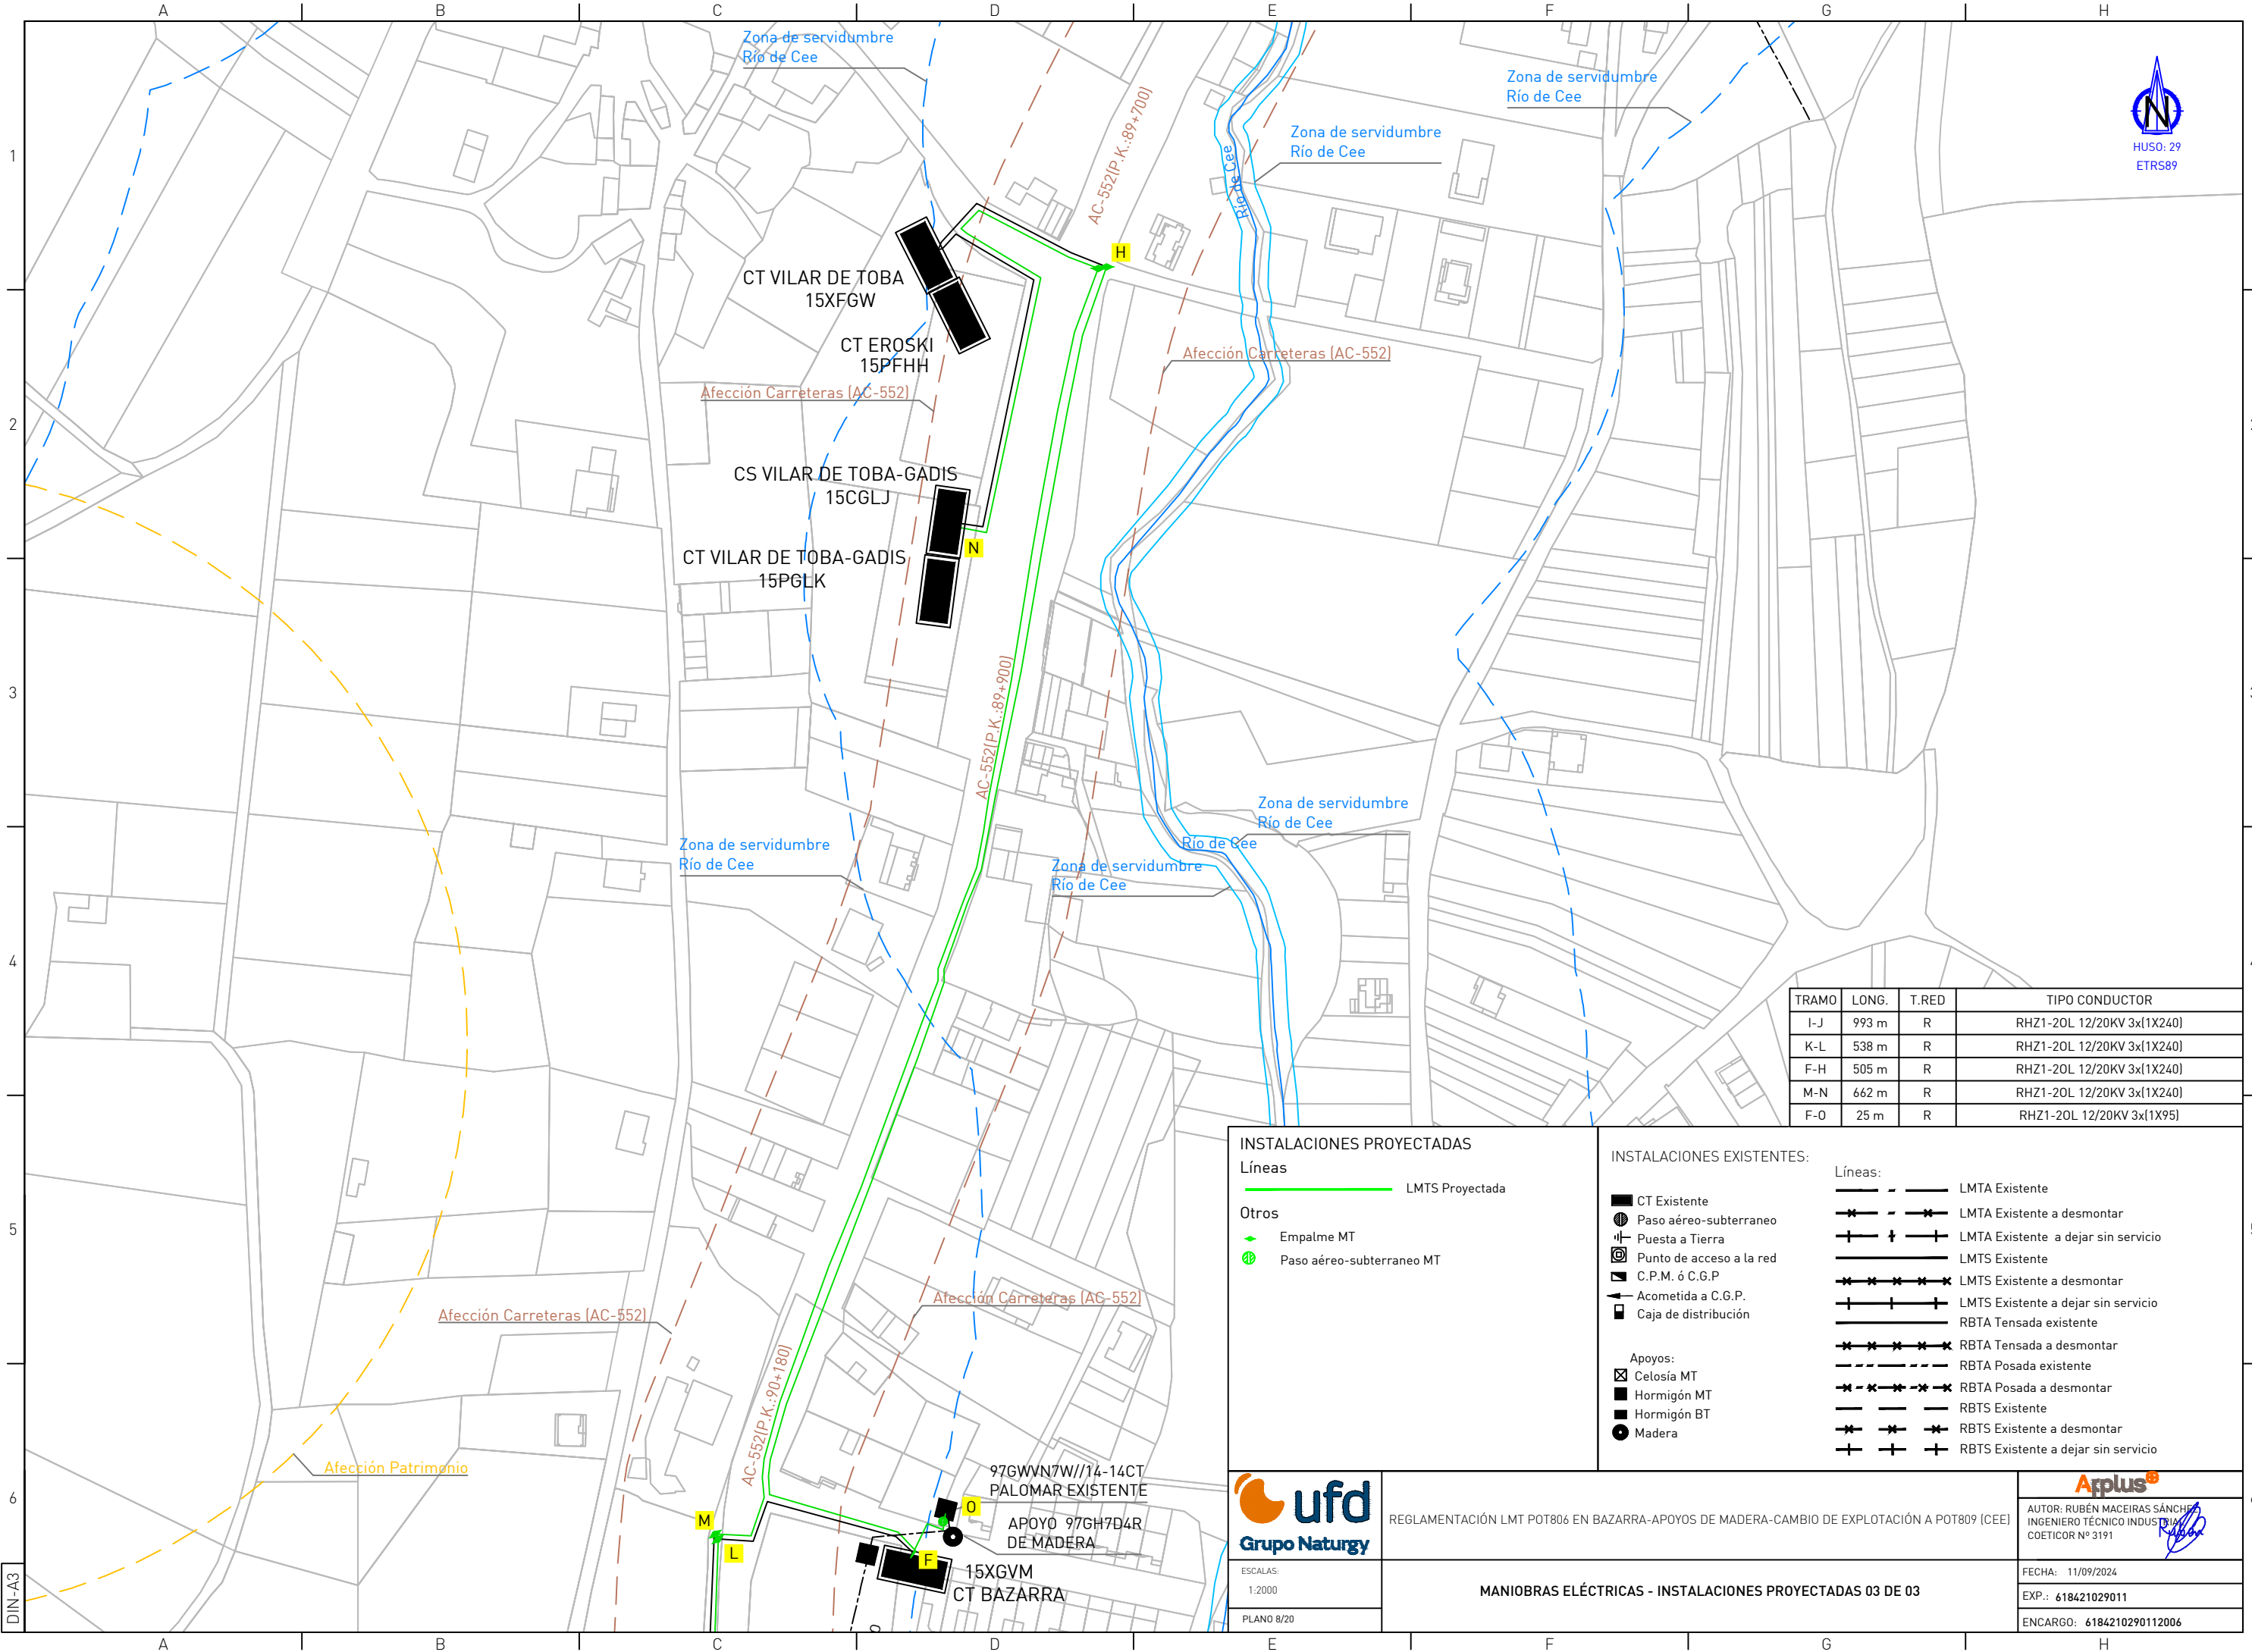 A B C D E F G H
1
2
3
4
5
6
DIN-A3
A B C D E F G H
Zona de servidumbre
Río de Cee
Zona de servidumbre
Río de Cee
Zona de servidumbre
Río de Cee
HUSO: 29
ETRS89
N
AC-552(P.K.:89+700)
Río de Cee
H
CT VILAR DE TOBA
15XFGW
CT EROSKI
15PFHH
Afección Carreteras (AC-552)
Afección Carreteras (AC-552)
CS VILAR DE TOBA-GADIS
15CGLJ
N
CT VILAR DE TOBA-GADIS
15PGLK
AC-552(P.K.:89+900)
Zona de servidumbre
Río de Cee
Río de Cee
Zona de servidumbre
Río de Cee
Zona de servidumbre
Río de Cee
Afección Carreteras (AC-552)
Afección Carreteras (AC-552)
AC-552(P.K.:90+180)
Afección Patrimonio
97GWVN7W//14-14CT
PALOMAR EXISTENTE
O
M
APOYO 97GH7D4R
DE MADERA
L
F
15XGVM
CT BAZARRA
TRAMO LONG. T.RED TIPO CONDUCTOR
I-J 993 m R RHZ1-2OL 12/20KV 3x(1X240)
K-L 538 m R RHZ1-2OL 12/20KV 3x(1X240)
F-H 505 m R RHZ1-2OL 12/20KV 3x(1X240)
M-N 662 m R RHZ1-2OL 12/20KV 3x(1X240)
F-O 25 m R RHZ1-2OL 12/20KV 3x(1X95)
INSTALACIONES PROYECTADAS
Líneas
LMTS Proyectada
Otros
Empalme MT
Paso aéreo-subterraneo MT
INSTALACIONES EXISTENTES:
CT Existente
Paso aéreo-subterraneo
Puesta a Tierra
Punto de acceso a la red
C.P.M. ó C.G.P
Acometida a C.G.P.
Caja de distribución
Apoyos:
Celosía MT
Hormigón MT
Hormigón BT
Madera
Líneas:
LMTA Existente
LMTA Existente a desmontar
LMTA Existente a dejar sin servicio
LMTS Existente
LMTS Existente a desmontar
LMTS Existente a dejar sin servicio
RBTA Tensada existente
RBTA Tensada a desmontar
RBTA Posada existente
RBTA Posada a desmontar
RBTS Existente
RBTS Existente a desmontar
RBTS Existente a dejar sin servicio
ufd
Grupo Naturgy
REGLAMENTACIÓN LMT POT806 EN BAZARRA-APOYOS DE MADERA-CAMBIO DE EXPLOTACIÓN A POT809 (CEE)
Applus
AUTOR: RUBÉN MACEIRAS SÁNCHEZ
INGENIERO TÉCNICO INDUSTRIAL
COETICOR Nº 3191
ESCALAS:
1:2000
PLANO 8/20
MANIOBRAS ELÉCTRICAS - INSTALACIONES PROYECTADAS 03 DE 03
FECHA: 11/09/2024
EXP.: 618421029011
ENCARGO: 6184210290112006